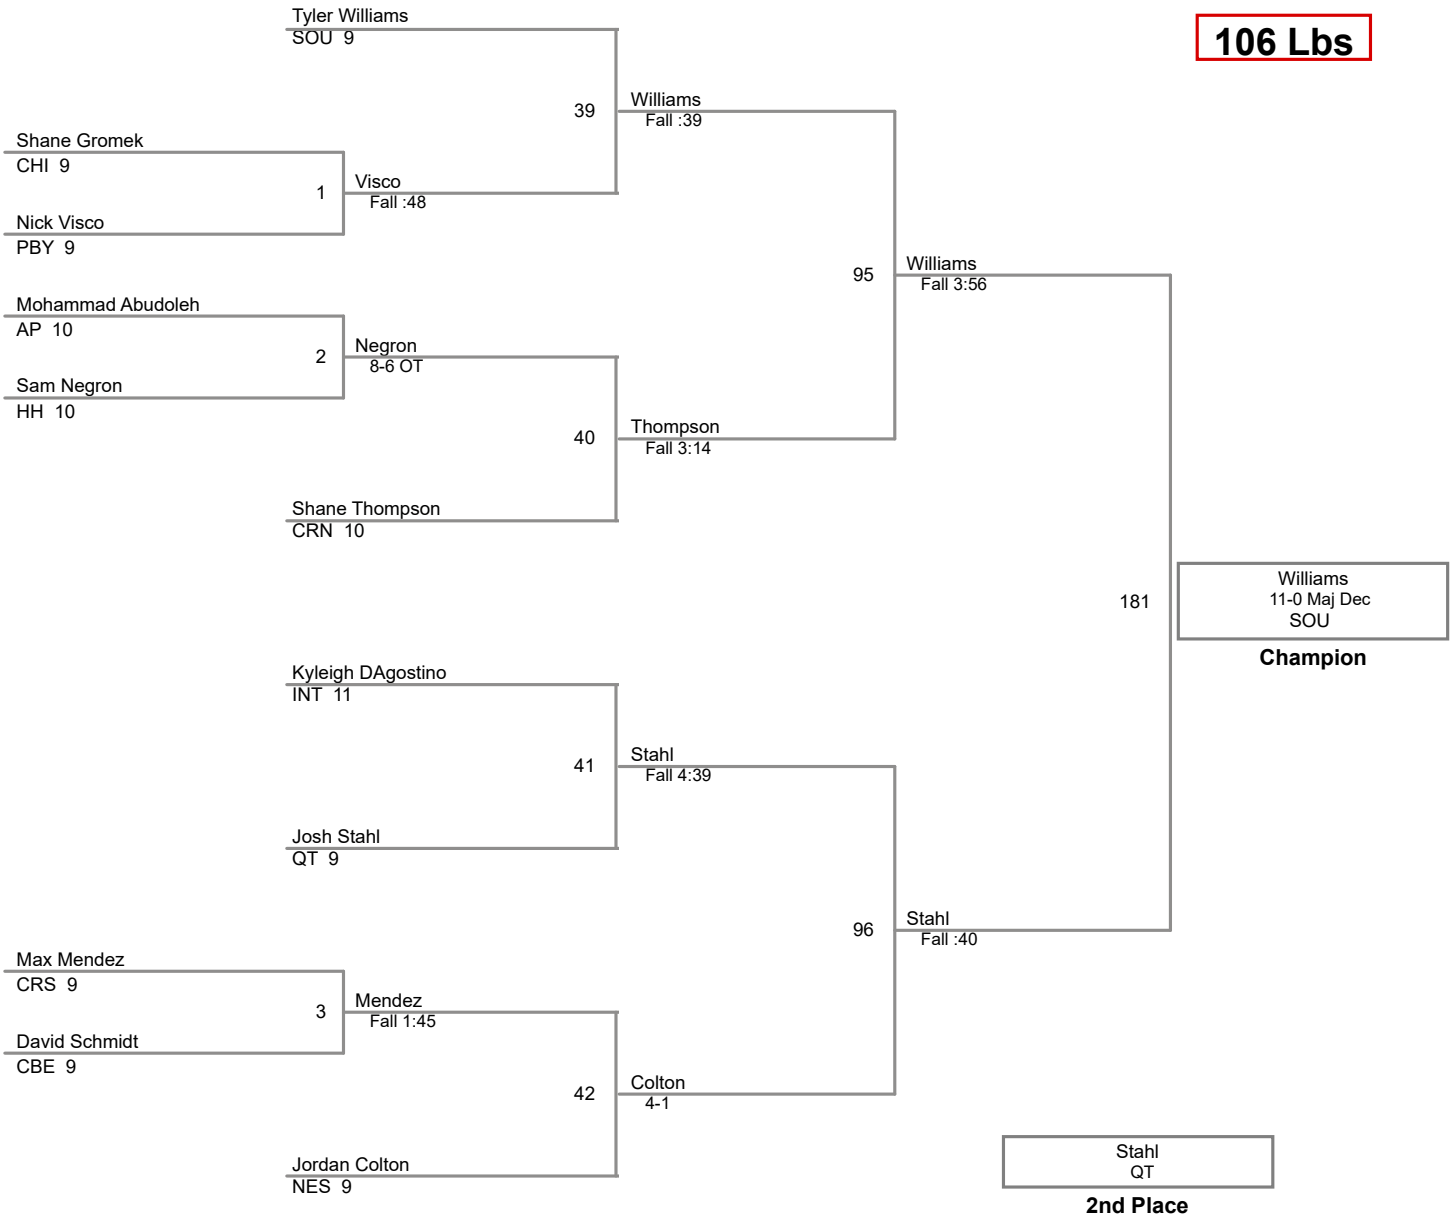 Tyler Williams
SOU 9
106 Lbs
39
Williams
Fall :39
Shane Gromek
CHI 9
1
Visco
Fall :48
Nick Visco
PBY 9
95
Williams
Fall 3:56
Mohammad Abudoleh
AP 10
2
Negron
8-6 OT
Sam Negron
HH 10
40
Thompson
Fall 3:14
Shane Thompson
CRN 10
181
Williams
11-0 Maj Dec
SOU
Champion
Kyleigh DAgostino
INT 11
41
Stahl
Fall 4:39
Josh Stahl
QT 9
96
Stahl
Fall :40
Max Mendez
CRS 9
3
Mendez
Fall 1:45
David Schmidt
CBE 9
42
Colton
4-1
Jordan Colton
NES 9
Stahl
QT
2nd Place